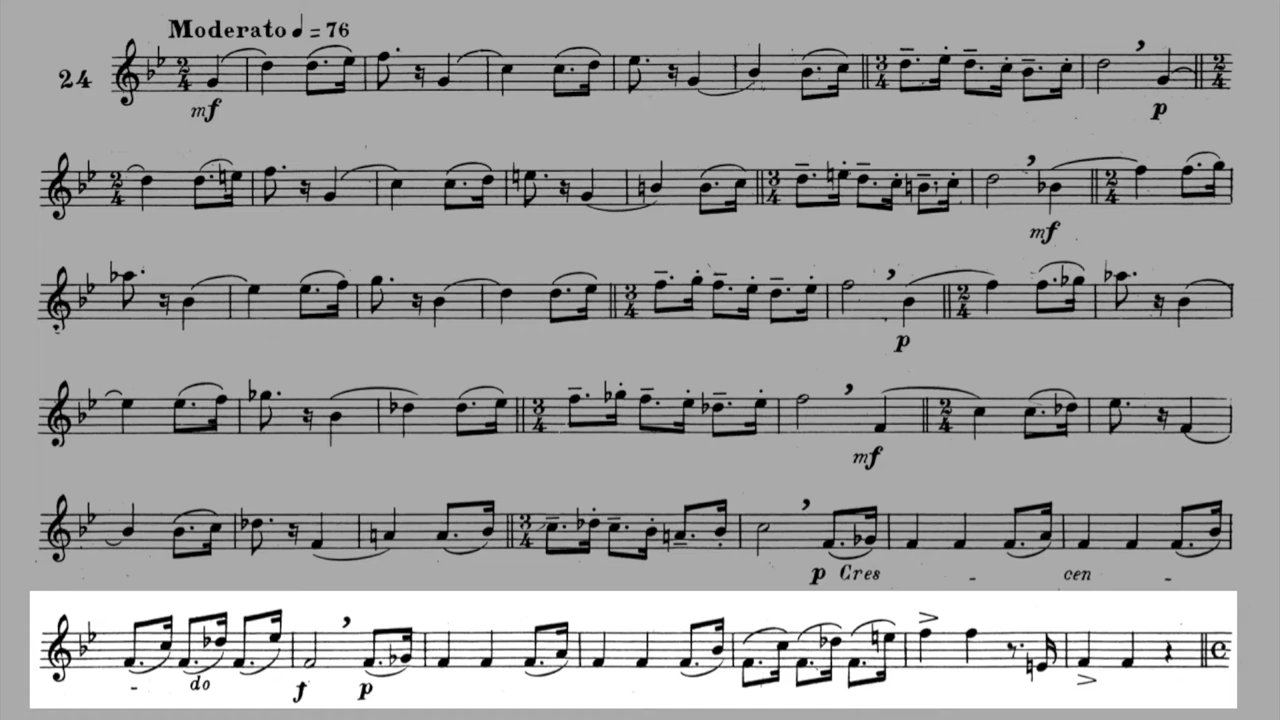 Moderato ♩ = 76
24
mf
p
mf
p
mf
p Cres - cen -
- do f p